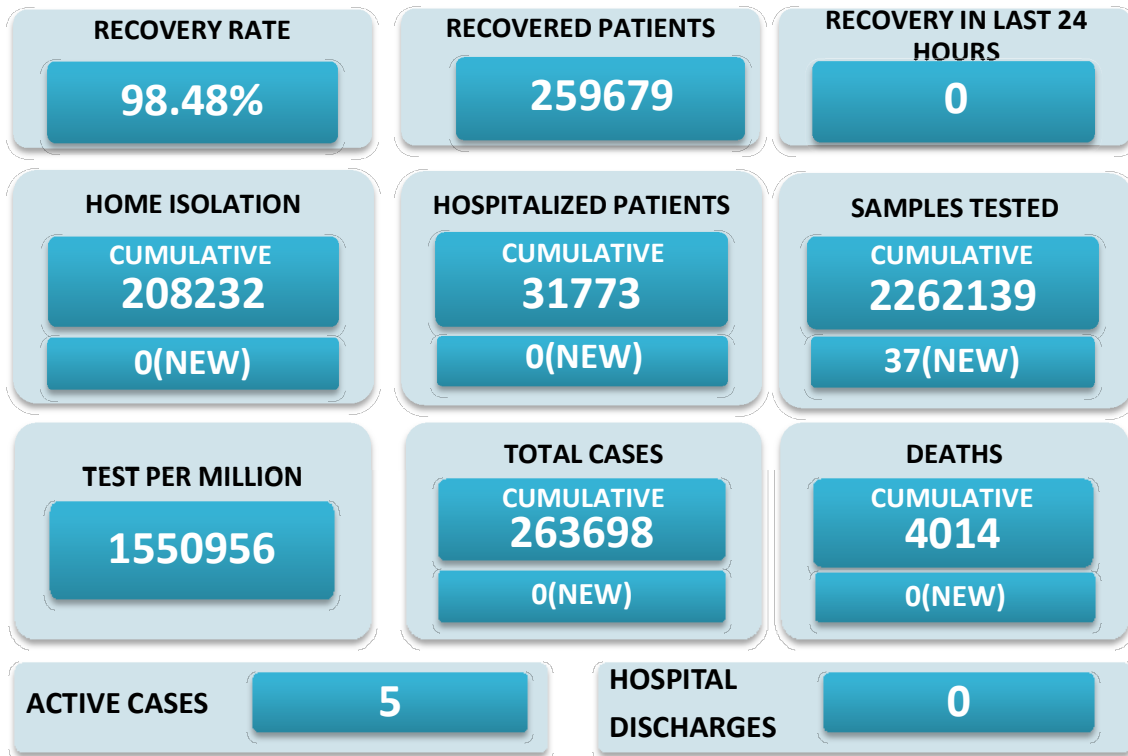 RECOVERY RATE
98.48%
RECOVERED PATIENTS
259679
RECOVERY IN LAST 24
HOURS
0
HOME ISOLATION
CUMULATIVE
208232
0(NEW)
HOSPITALIZED PATIENTS
CUMULATIVE
31773
0(NEW)
SAMPLES TESTED
CUMULATIVE
2262139
37(NEW)
TEST PER MILLION
1550956
TOTAL CASES
CUMULATIVE
263698
0(NEW)
DEATHS
CUMULATIVE
4014
0(NEW)
ACTIVE CASES
5
HOSPITAL
DISCHARGES
0